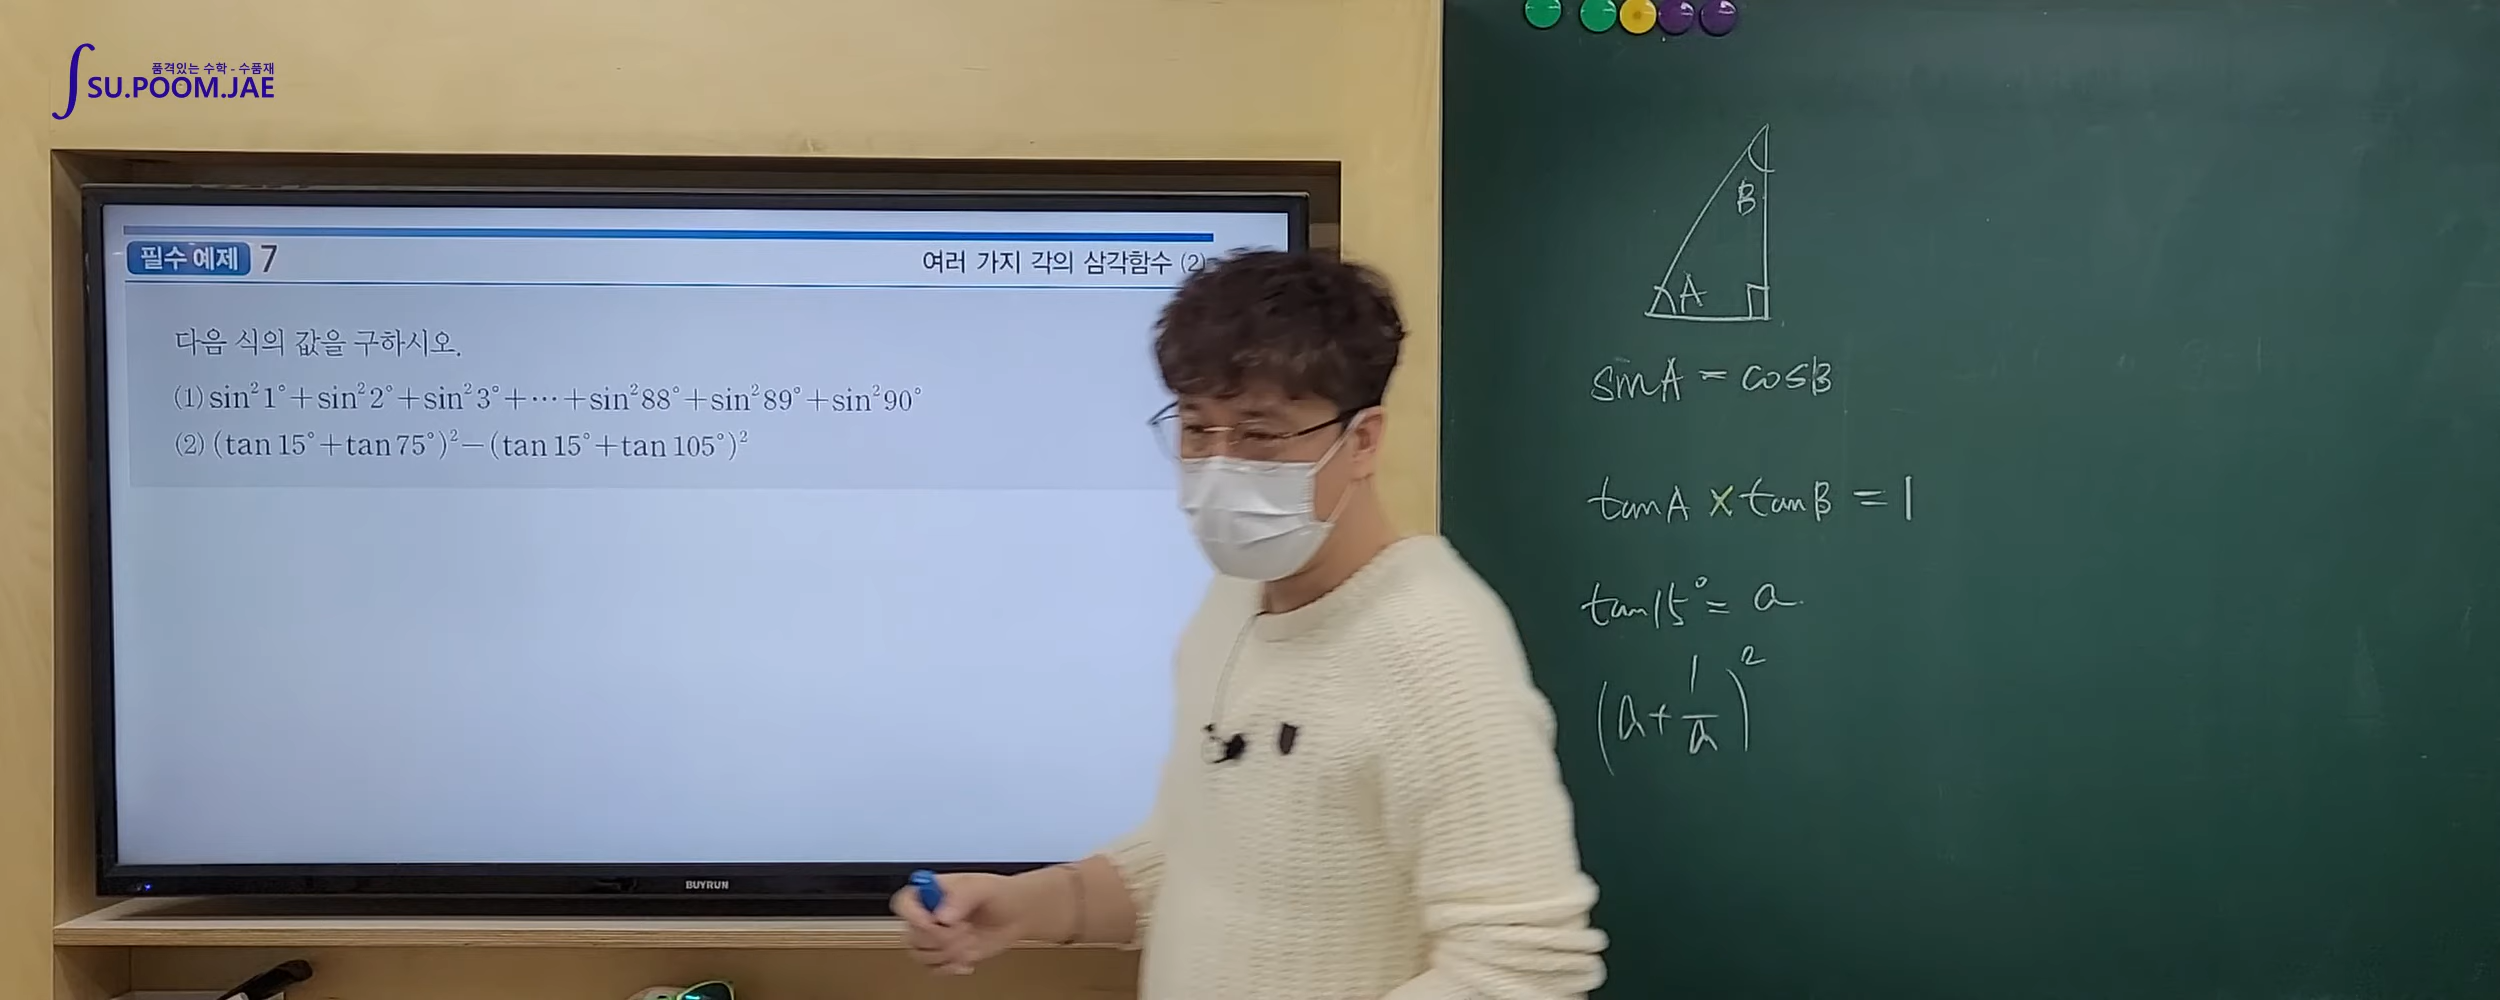 품격있는 수학 - 수품재
SU.POOM.JAE
필수 예제 7
여러 가지 각의 삼각함수 (2)
다음 식의 값을 구하시오.
(1) sin²1°+sin²2°+sin²3°+⋯+sin²88°+sin²89°+sin²90°
(2) (tan 15°+tan 75°)²−(tan 15°+tan 105°)²
BUYRUN
B
A
sinA = cosB
tanA × tanB = 1
tan15° = a
(a + 1/a)²